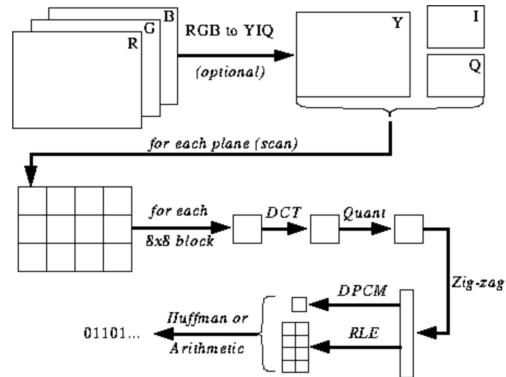 B
G
R
RGB to YIQ
(optional)
Y
I
Q
for each plane (scan)
for each
8x8 block
DCT
Quant
Zig-zag
DPCM
RLE
Huffman or
Arithmetic
01101...